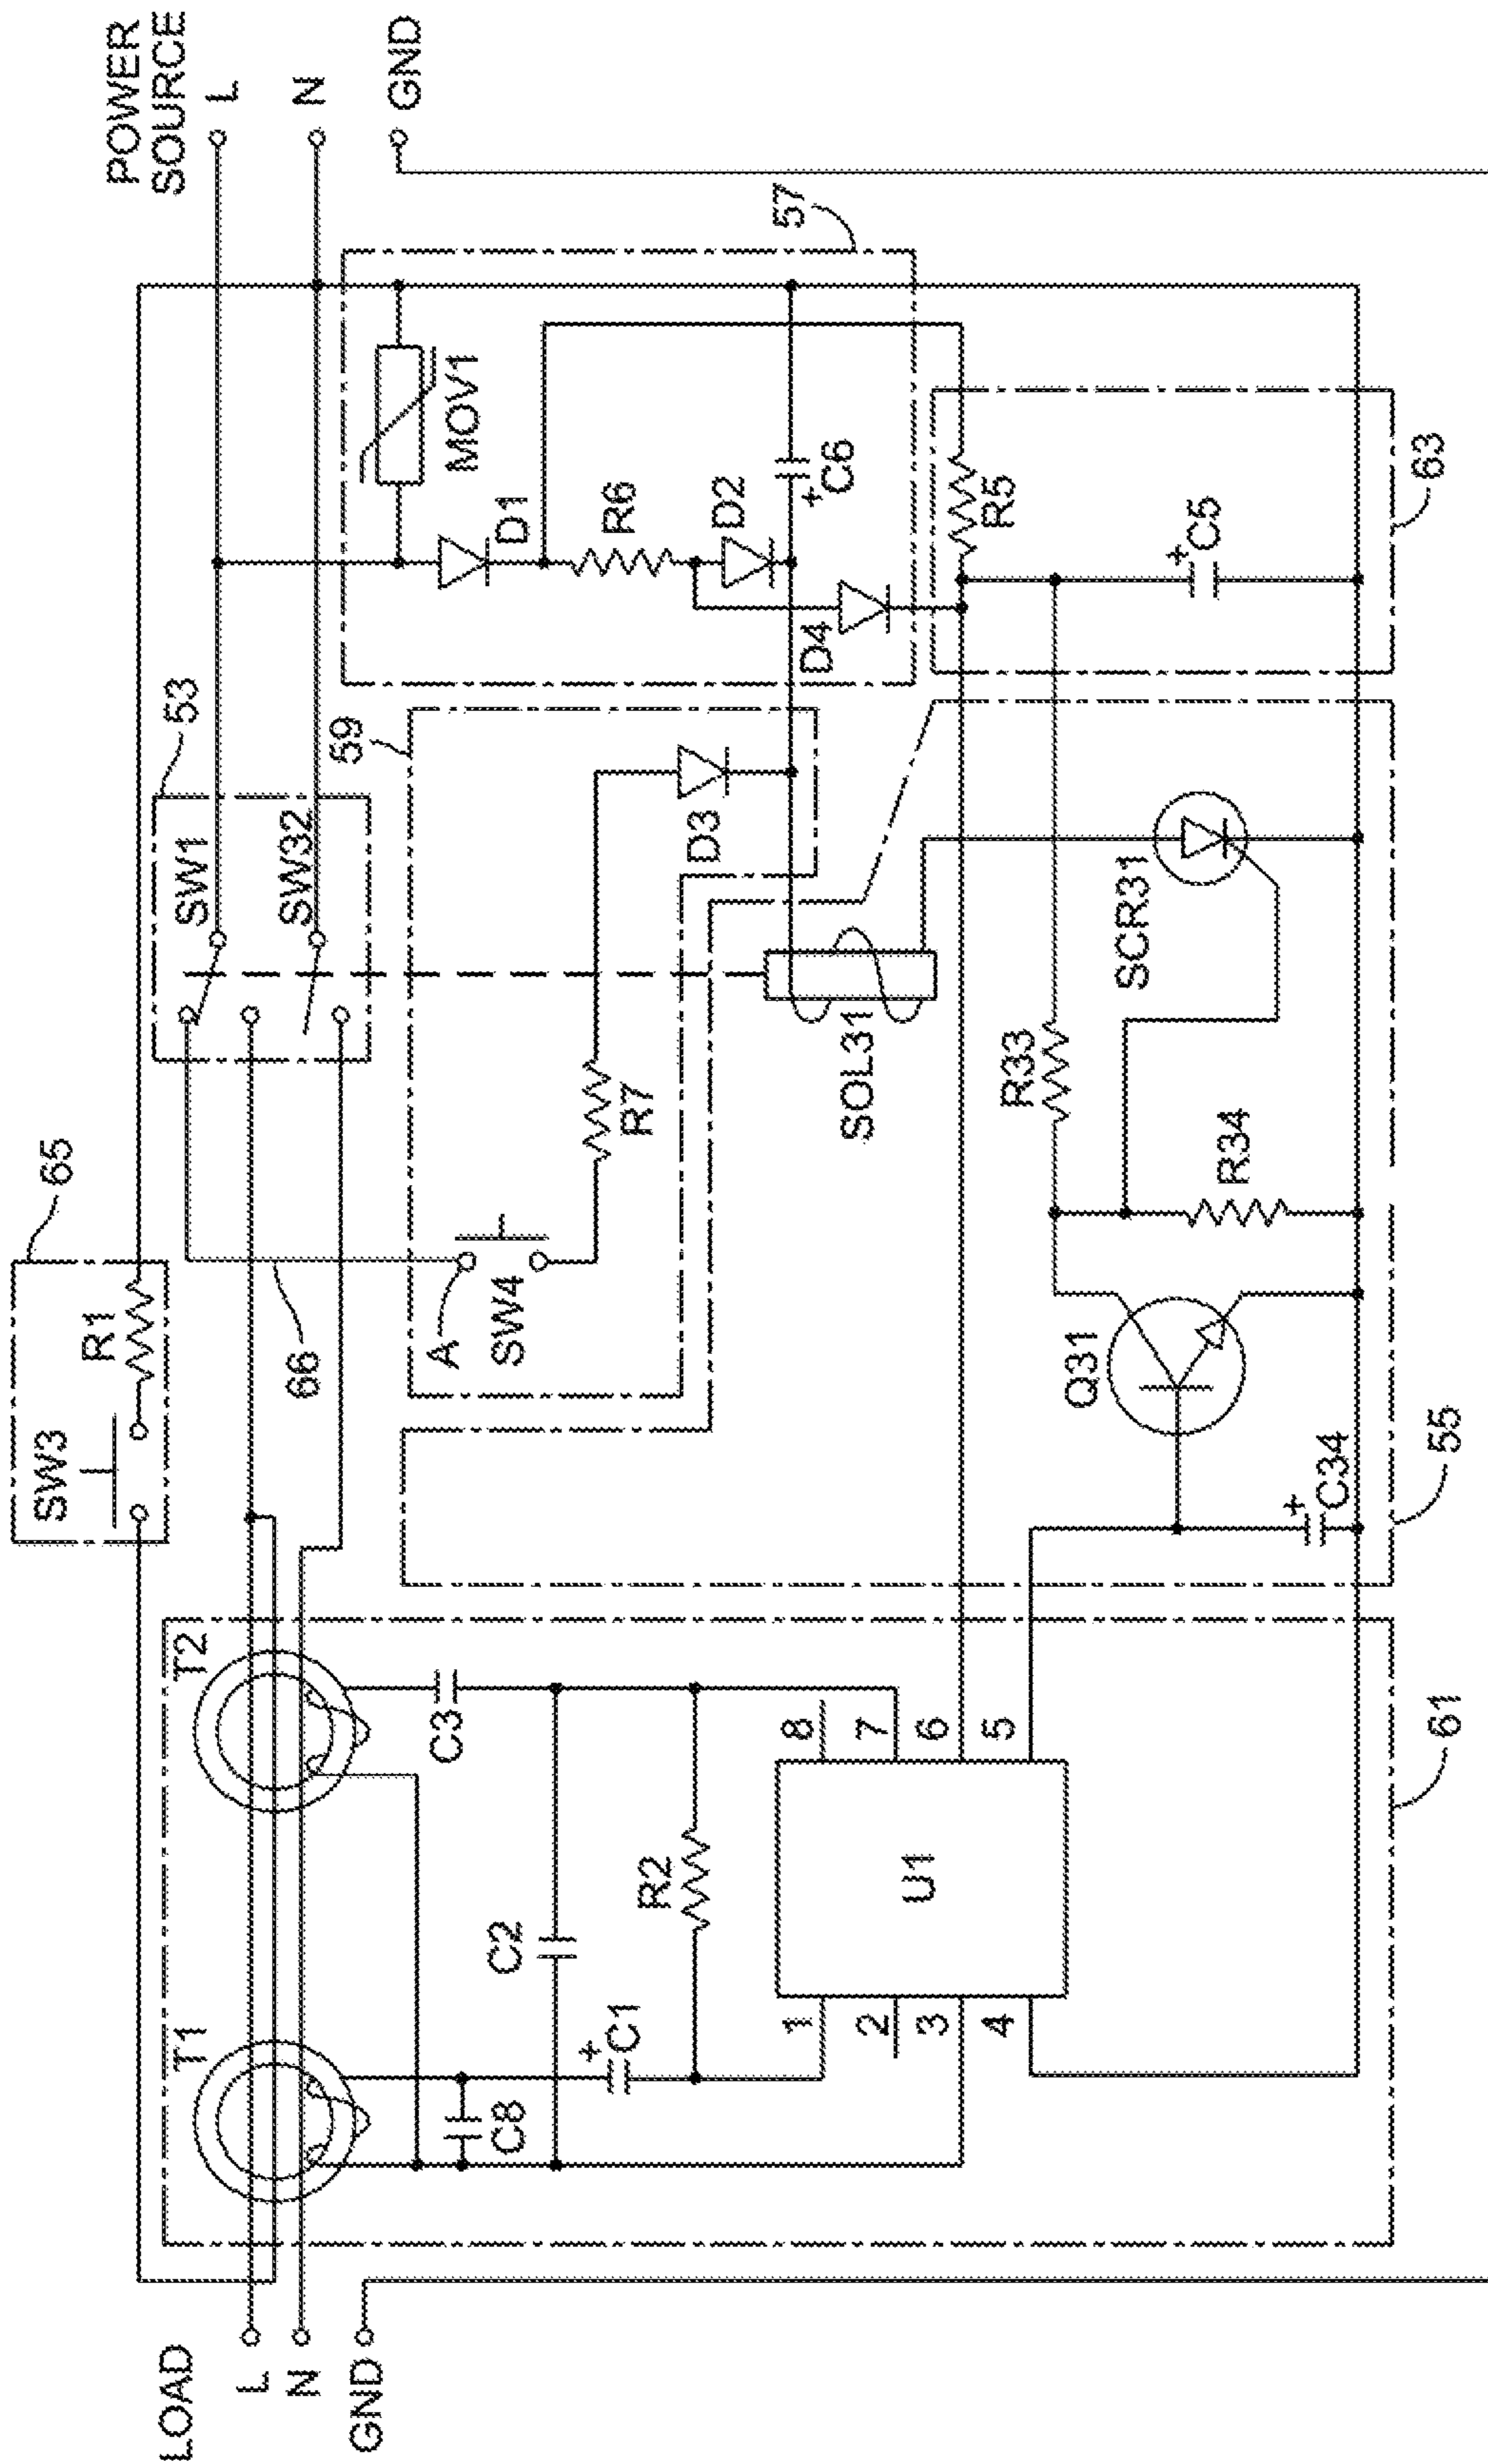 POWER
SOURCE
L
N
GND
57
MOV1
D1
R6
D2
C6
+
D4
R5
C5
+
63
53
SW1
SW32
59
D3
R7
SW4
A
66
65
R1
SW3
SOL31
SCR31
R33
R34
Q31
C34
+
55
T2
C3
C2
R2
8
7
6
5
U1
1
2
3
4
T1
C8
C1
+
61
LOAD
L
N
GND